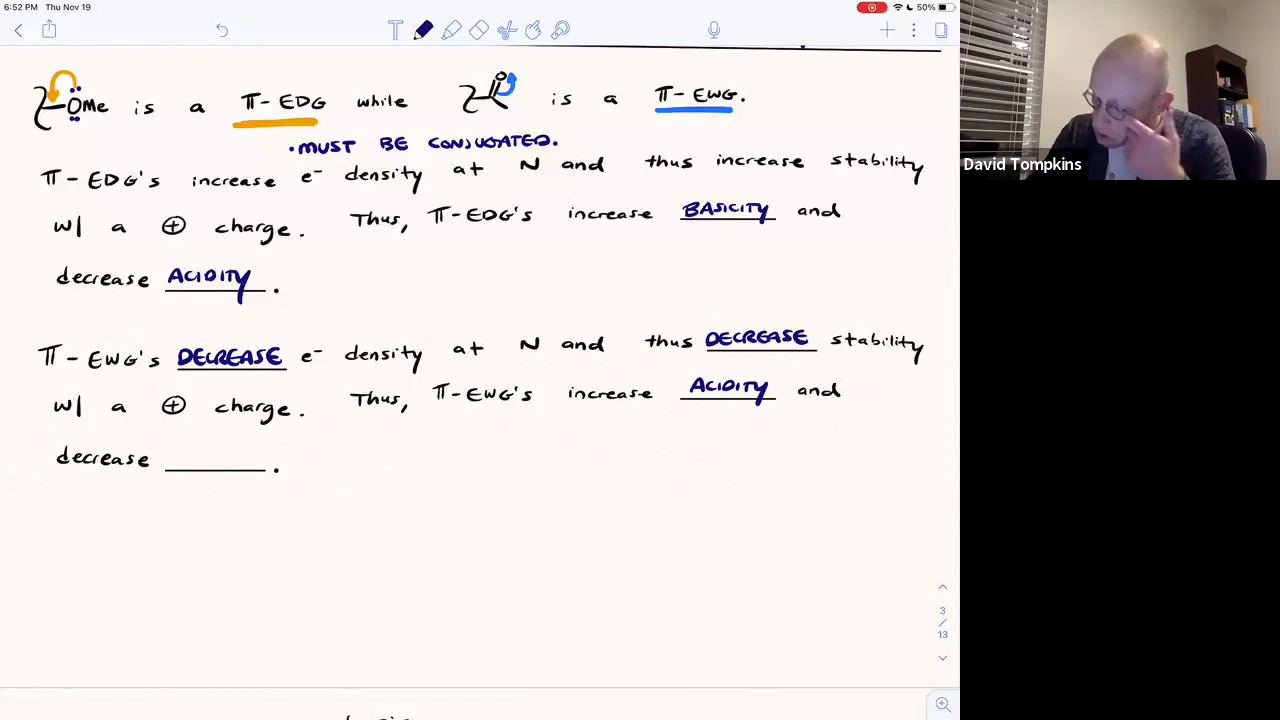 6:52 PM Thu Nov 19
50%
OMe is a π-EDG while O is a π-EWG.
• MUST BE CONJUGATED.
π-EDG's increase e⁻ density at N and thus increase stability
w/ a ⊕ charge. Thus, π-EDG's increase BASICITY and
decrease ACIDITY.
π-EWG's DECREASE e⁻ density at N and thus DECREASE stability
w/ a ⊕ charge. Thus, π-EWG's increase ACIDITY and
decrease ________.
3
/
13
David Tompkins